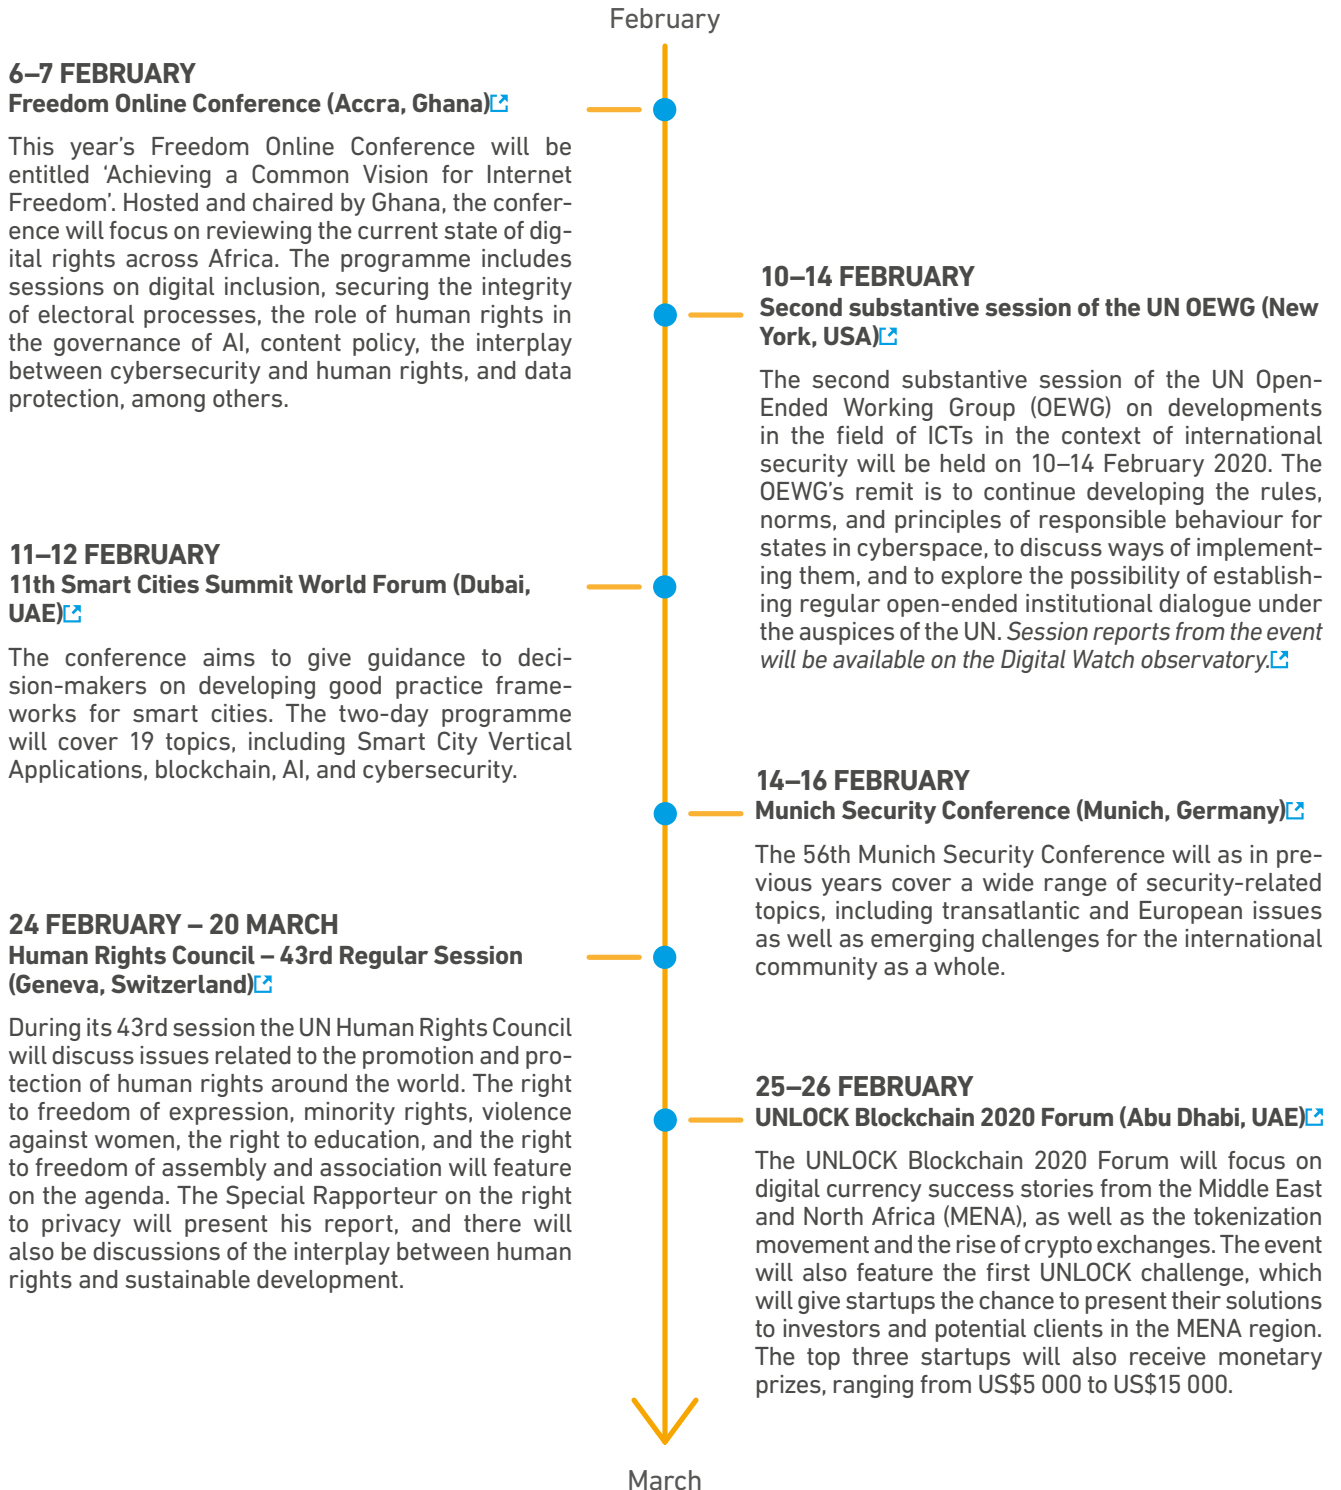 February
6–7 FEBRUARY
Freedom Online Conference (Accra, Ghana)
This year's Freedom Online Conference will be
entitled 'Achieving a Common Vision for Internet
Freedom'. Hosted and chaired by Ghana, the confer-
ence will focus on reviewing the current state of dig-
ital rights across Africa. The programme includes
sessions on digital inclusion, securing the integrity
of electoral processes, the role of human rights in
the governance of AI, content policy, the interplay
between cybersecurity and human rights, and data
protection, among others.
10–14 FEBRUARY
Second substantive session of the UN OEWG (New
York, USA)
The second substantive session of the UN Open-
Ended Working Group (OEWG) on developments
in the field of ICTs in the context of international
security will be held on 10–14 February 2020. The
OEWG's remit is to continue developing the rules,
norms, and principles of responsible behaviour for
states in cyberspace, to discuss ways of implement-
ing them, and to explore the possibility of establish-
ing regular open-ended institutional dialogue under
the auspices of the UN. Session reports from the event
will be available on the Digital Watch observatory.
11–12 FEBRUARY
11th Smart Cities Summit World Forum (Dubai,
UAE)
The conference aims to give guidance to deci-
sion-makers on developing good practice frame-
works for smart cities. The two-day programme
will cover 19 topics, including Smart City Vertical
Applications, blockchain, AI, and cybersecurity.
14–16 FEBRUARY
Munich Security Conference (Munich, Germany)
The 56th Munich Security Conference will as in pre-
vious years cover a wide range of security-related
topics, including transatlantic and European issues
as well as emerging challenges for the international
community as a whole.
24 FEBRUARY – 20 MARCH
Human Rights Council – 43rd Regular Session
(Geneva, Switzerland)
During its 43rd session the UN Human Rights Council
will discuss issues related to the promotion and pro-
tection of human rights around the world. The right
to freedom of expression, minority rights, violence
against women, the right to education, and the right
to freedom of assembly and association will feature
on the agenda. The Special Rapporteur on the right
to privacy will present his report, and there will
also be discussions of the interplay between human
rights and sustainable development.
25–26 FEBRUARY
UNLOCK Blockchain 2020 Forum (Abu Dhabi, UAE)
The UNLOCK Blockchain 2020 Forum will focus on
digital currency success stories from the Middle East
and North Africa (MENA), as well as the tokenization
movement and the rise of crypto exchanges. The event
will also feature the first UNLOCK challenge, which
will give startups the chance to present their solutions
to investors and potential clients in the MENA region.
The top three startups will also receive monetary
prizes, ranging from US$5 000 to US$15 000.
March